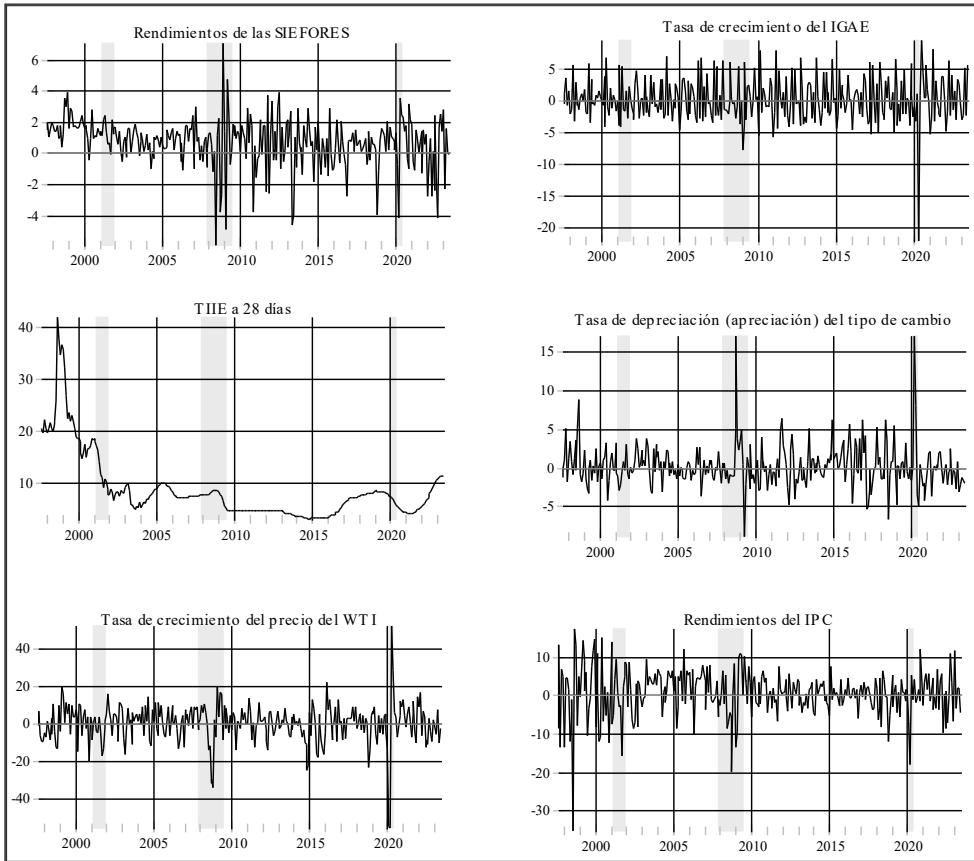 Rendimientos de las SIEFORES
6
4
2
0
-2
-4
2000 2005 2010 2015 2020
Tasa de crecimiento del IGAE
5
0
-5
-10
-15
-20
2000 2005 2010 2015 2020
TIIE a 28 días
40
30
20
10
2000 2005 2010 2015 2020
Tasa de depreciación (apreciación) del tipo de cambio
15
10
5
0
-5
2000 2005 2010 2015 2020
Tasa de crecimiento del precio del WTI
40
20
0
-20
-40
2000 2005 2010 2015 2020
Rendimientos del IPC
10
0
-10
-20
-30
2000 2005 2010 2015 2020